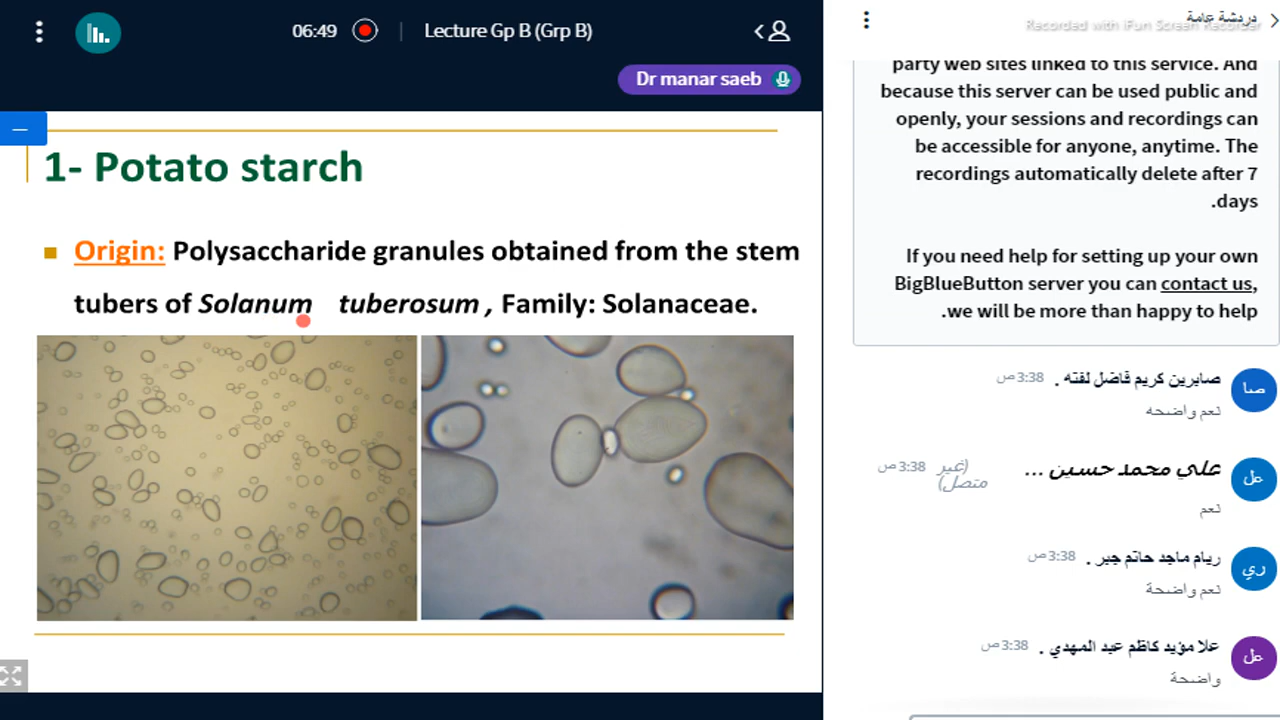 06:49
Lecture Gp B (Grp B)
Dr manar saeb
1- Potato starch
Origin: Polysaccharide granules obtained from the stem
tubers of Solanum tuberosum , Family: Solanaceae.
دردشة عامة
Recorded with iFun Screen Recorder
party web sites linked to this service. And
because this server can be used public and
openly, your sessions and recordings can
be accessible for anyone, anytime. The
recordings automatically delete after 7
.days
If you need help for setting up your own
BigBlueButton server you can contact us,
.we will be more than happy to help
صا
صابرين كريم فاضل لفته .
3:38 ص
نعم واضحه
عل
علي محمد حسين ...
(غير
متصل)
3:38 ص
نعم
ري
ريام ماجد حاتم جبر .
3:38 ص
نعم واضحة
عل
علا مؤيد كاظم عبد المهدي .
3:38 ص
واضحة